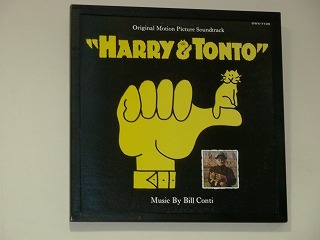 Original Motion Picture Soundtrack
"HARRY & TONTO"
Music By Bill Conti